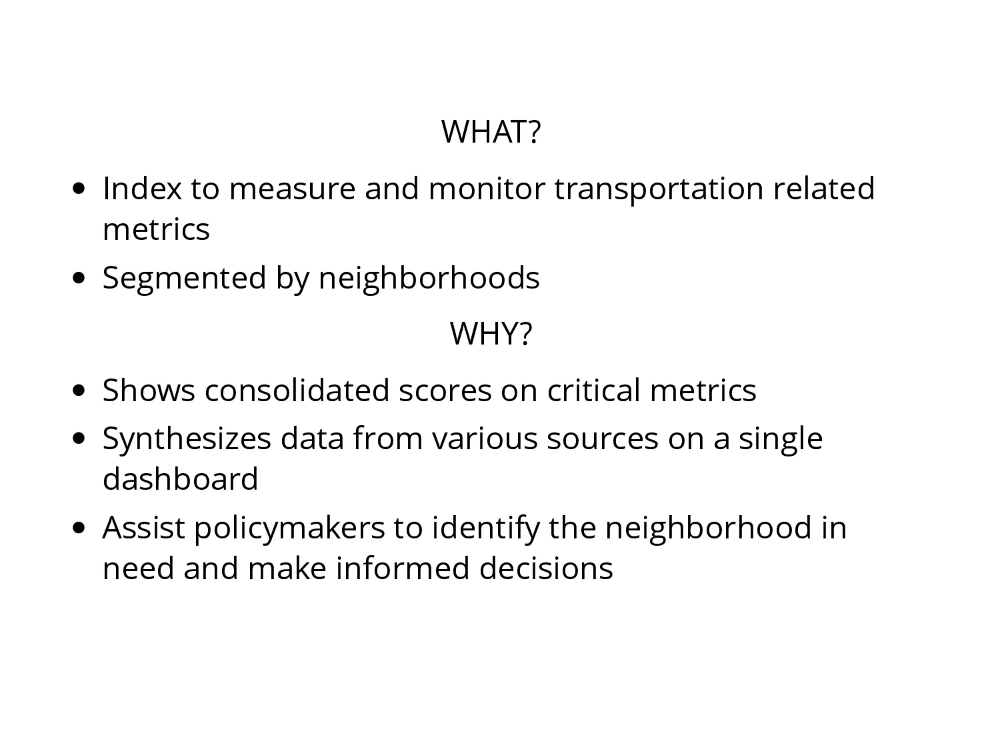 WHAT?
• Index to measure and monitor transportation related
metrics
• Segmented by neighborhoods
WHY?
• Shows consolidated scores on critical metrics
• Synthesizes data from various sources on a single
dashboard
• Assist policymakers to identify the neighborhood in
need and make informed decisions